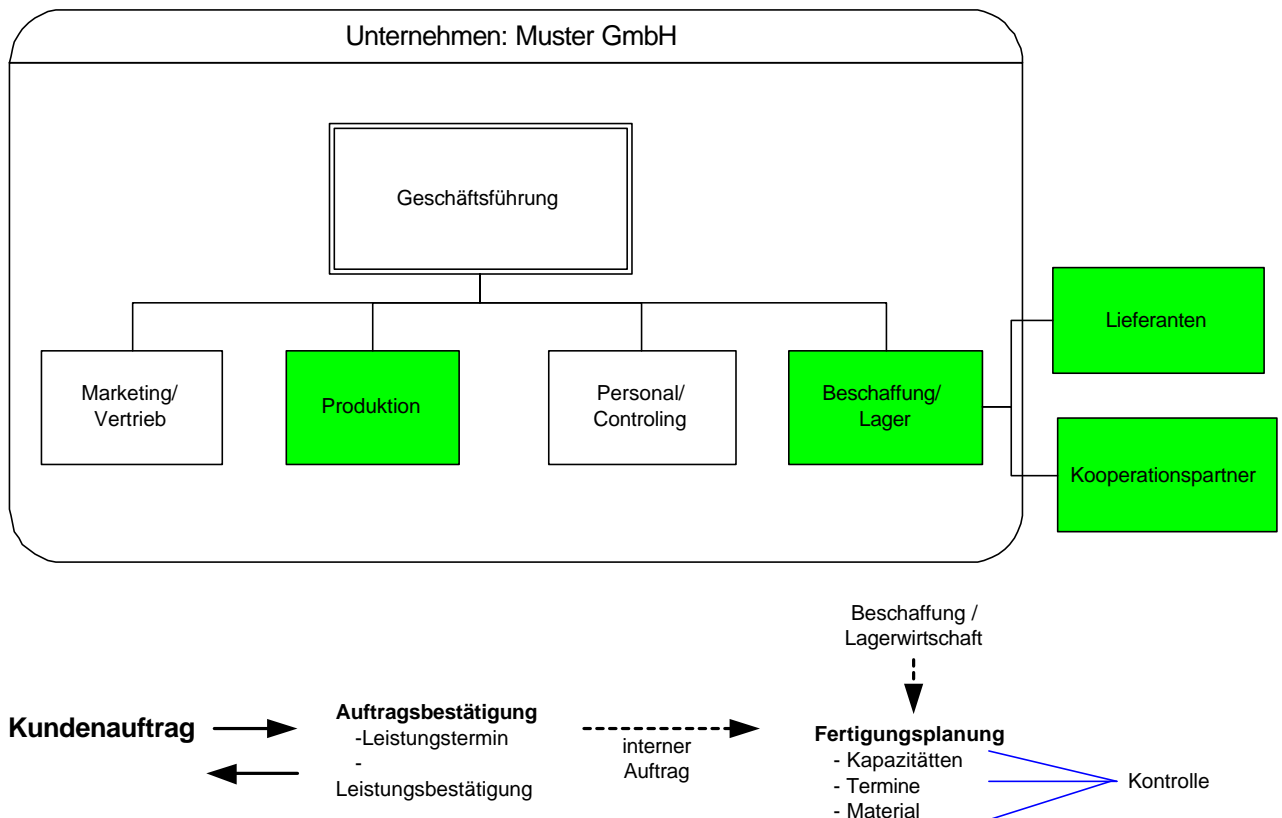 Unternehmen: Muster GmbH
Geschäftsführung
Marketing/
Vertrieb
Produktion
Personal/
Controling
Beschaffung/
Lager
Lieferanten
Kooperationspartner
Beschaffung /
Lagerwirtschaft
Kundenauftrag
Auftragsbestätigung
-Leistungstermin
-
Leistungsbestätigung
interner
Auftrag
Fertigungsplanung
- Kapazitätten
- Termine
- Material
Kontrolle